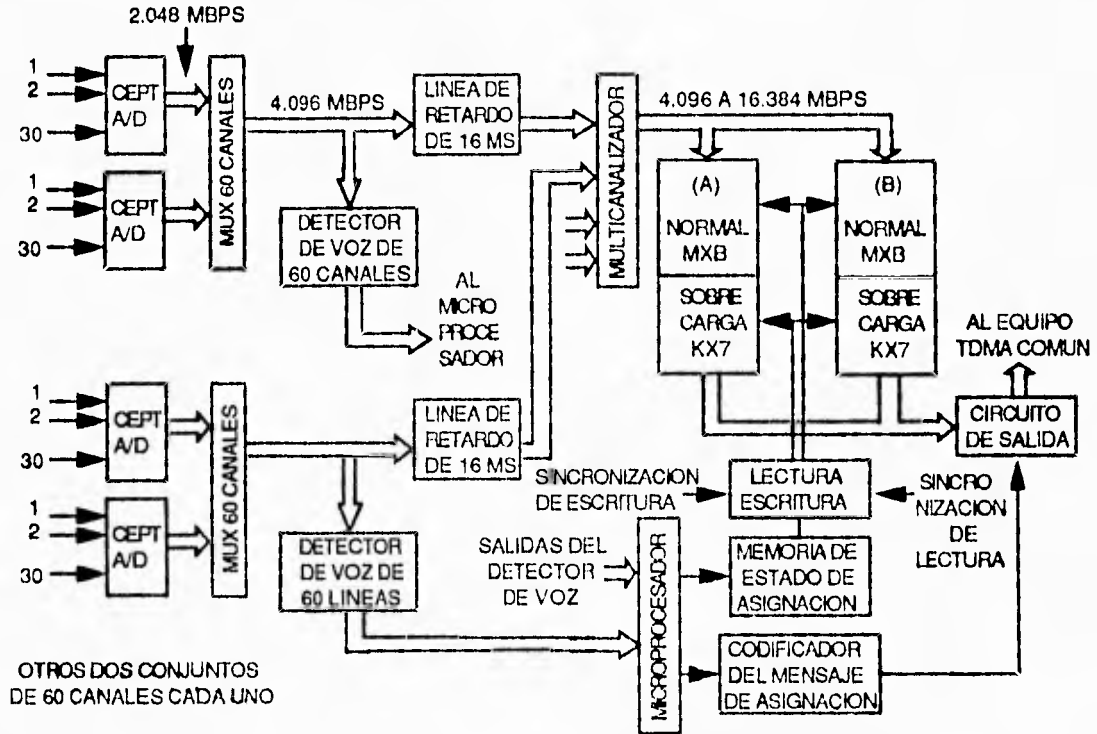 2.048 MBPS
1
2
30
CEPT
A/D
1
2
30
CEPT
A/D
MUX 60 CANALES
4.096 MBPS
LINEA DE
RETARDO
DE 16 MS
DETECTOR
DE VOZ DE
60 CANALES
AL
MICRO
PROCE
SADOR
MULTICANALIZADOR
4.096 A 16.384 MBPS
(A)
NORMAL
MXB
SOBRE
CARGA
KX7
(B)
NORMAL
MXB
SOBRE
CARGA
KX7
AL EQUIPO
TDMA COMUN
CIRCUITO
DE SALIDA
1
2
30
CEPT
A/D
1
2
30
CEPT
A/D
MUX 60 CANALES
LINEA DE
RETARDO
DE 16 MS
DETECTOR
DE VOZ DE
60 LINEAS
SINCRONIZACION
DE ESCRITURA
LECTURA
ESCRITURA
SINCRO
NIZACION
DE
LECTURA
SALIDAS DEL
DETECTOR
DE VOZ
MICROPROCESADOR
MEMORIA DE
ESTADO DE
ASIGNACION
CODIFICADOR
DEL MENSAJE
DE ASIGNACION
OTROS DOS CONJUNTOS
DE 60 CANALES CADA UNO